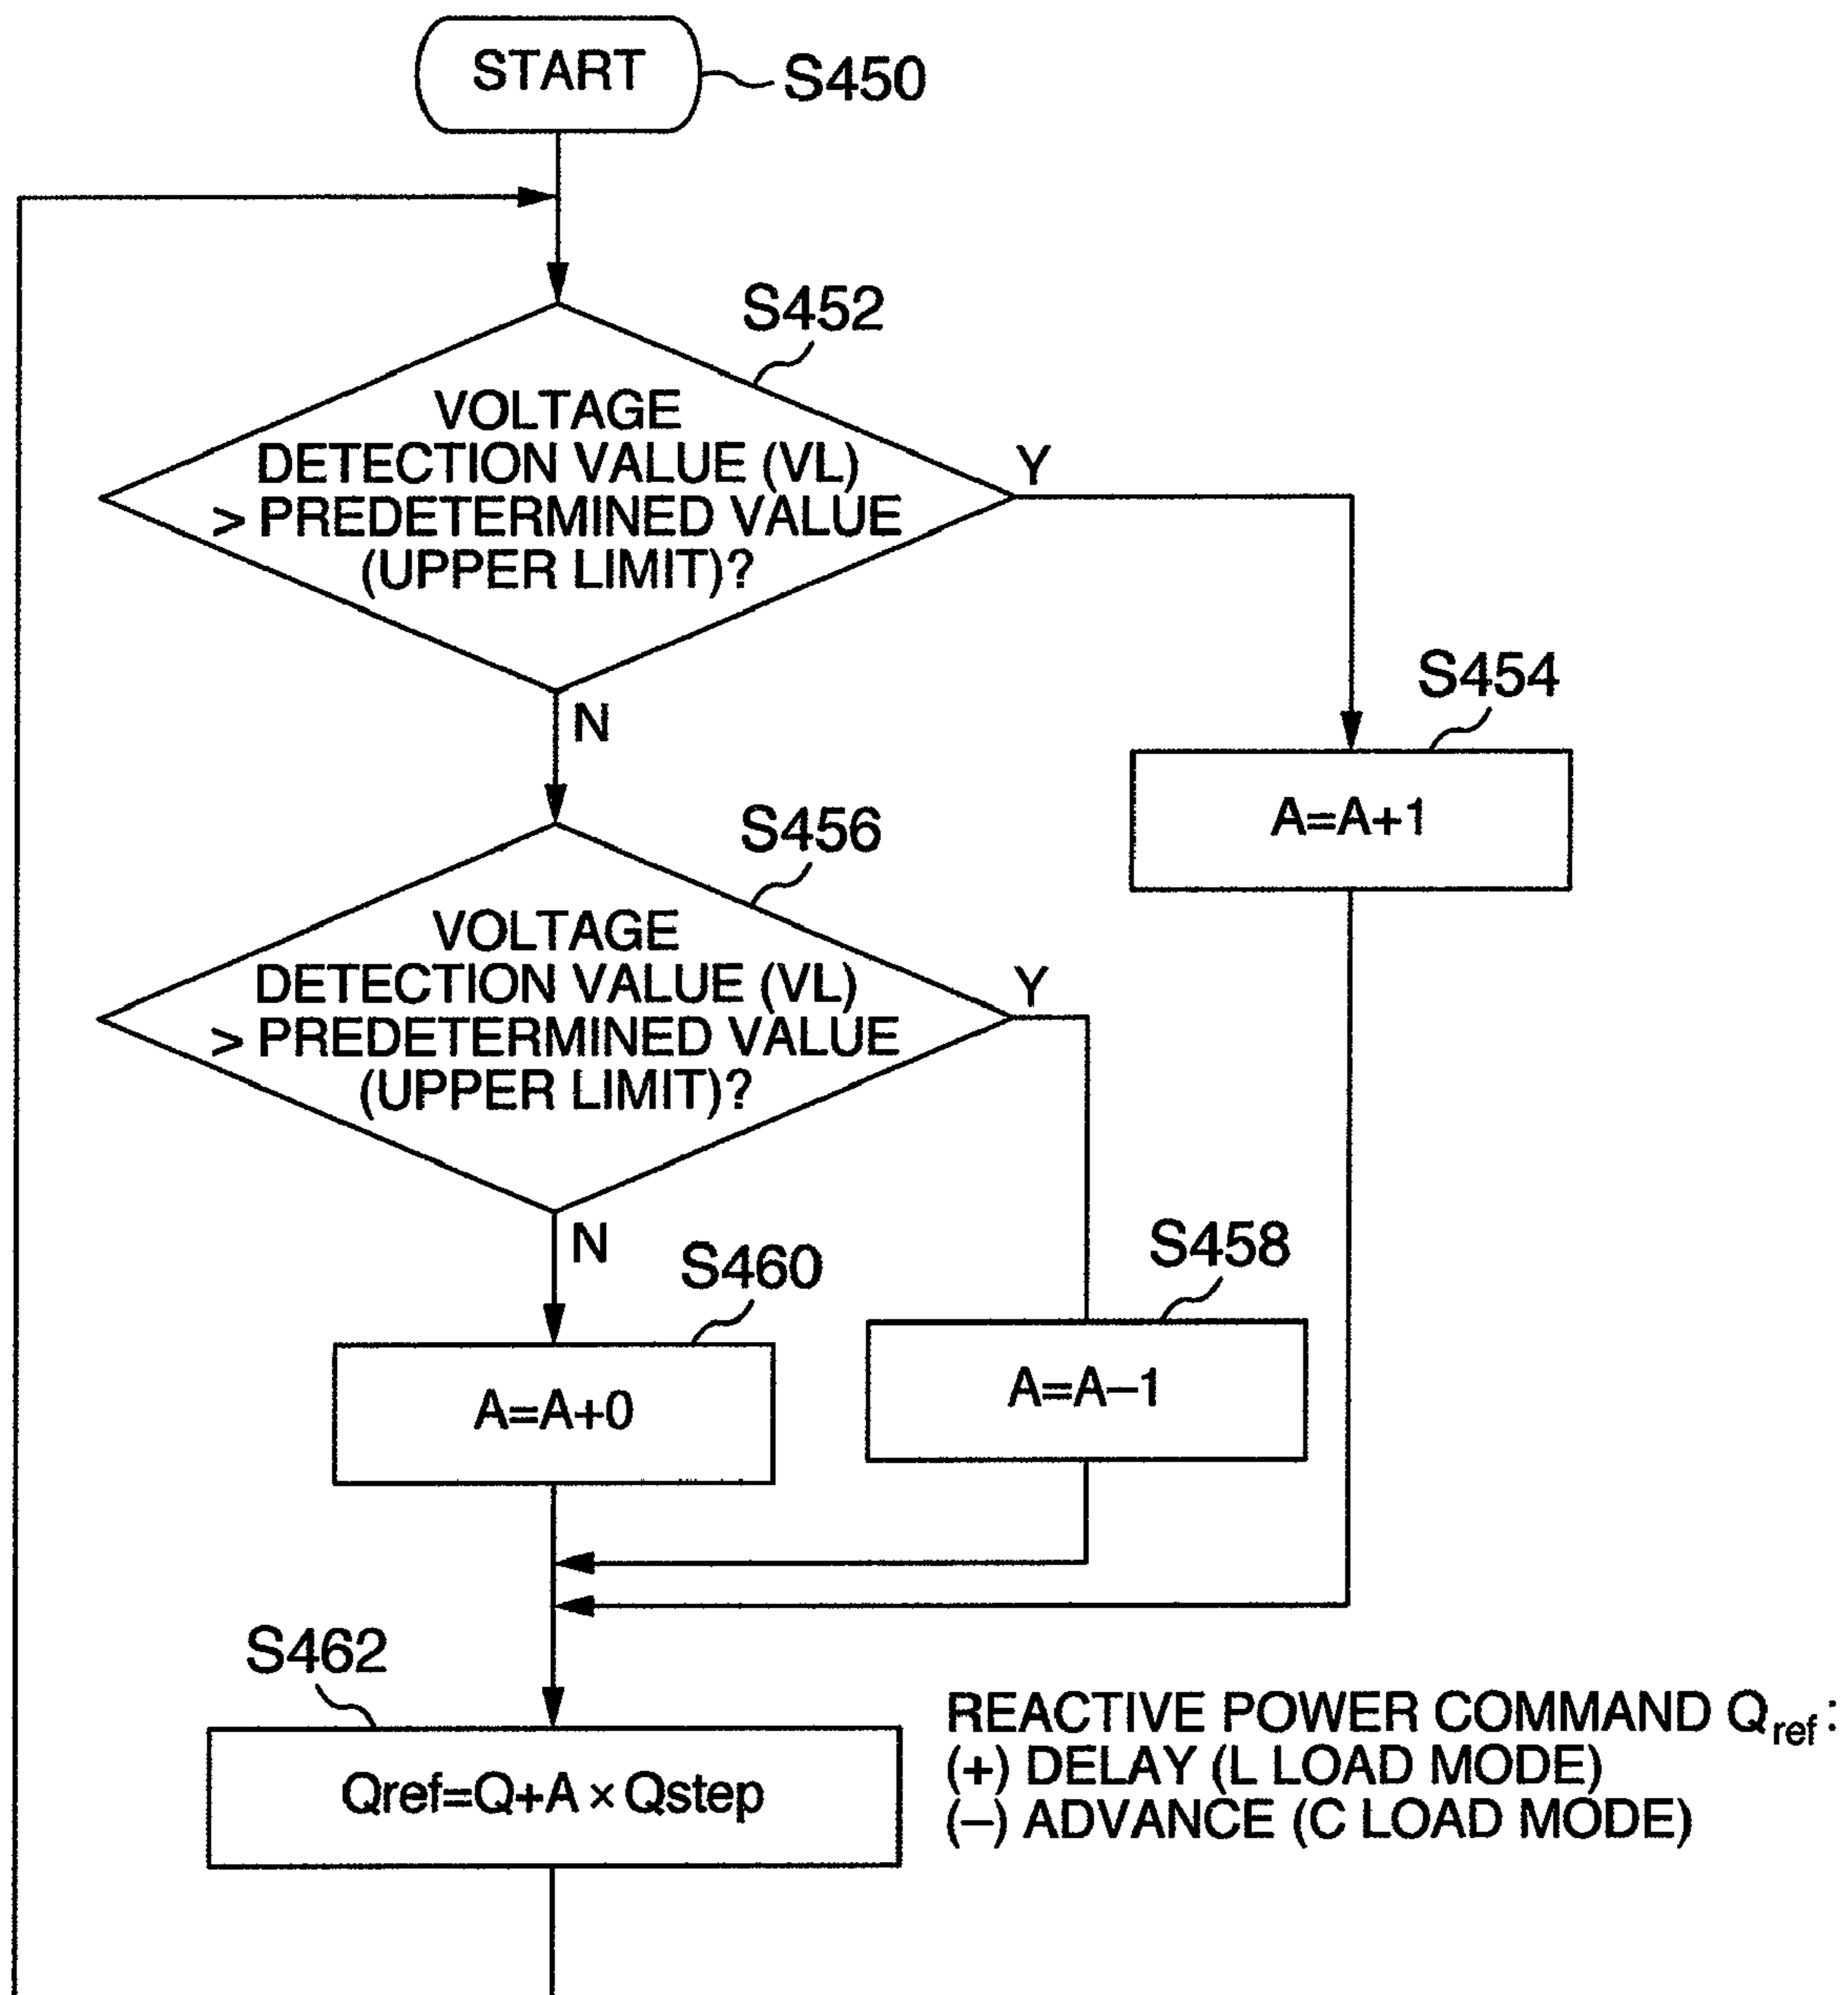 START
S450
S452
VOLTAGE
DETECTION VALUE (VL)
> PREDETERMINED VALUE
(UPPER LIMIT)?
Y
N
S454
A=A+1
S456
VOLTAGE
DETECTION VALUE (VL)
> PREDETERMINED VALUE
(UPPER LIMIT)?
Y
N
S458
A=A−1
S460
A=A+0
S462
Qref=Q+A×Qstep
REACTIVE POWER COMMAND Qref:
(+) DELAY (L LOAD MODE)
(−) ADVANCE (C LOAD MODE)